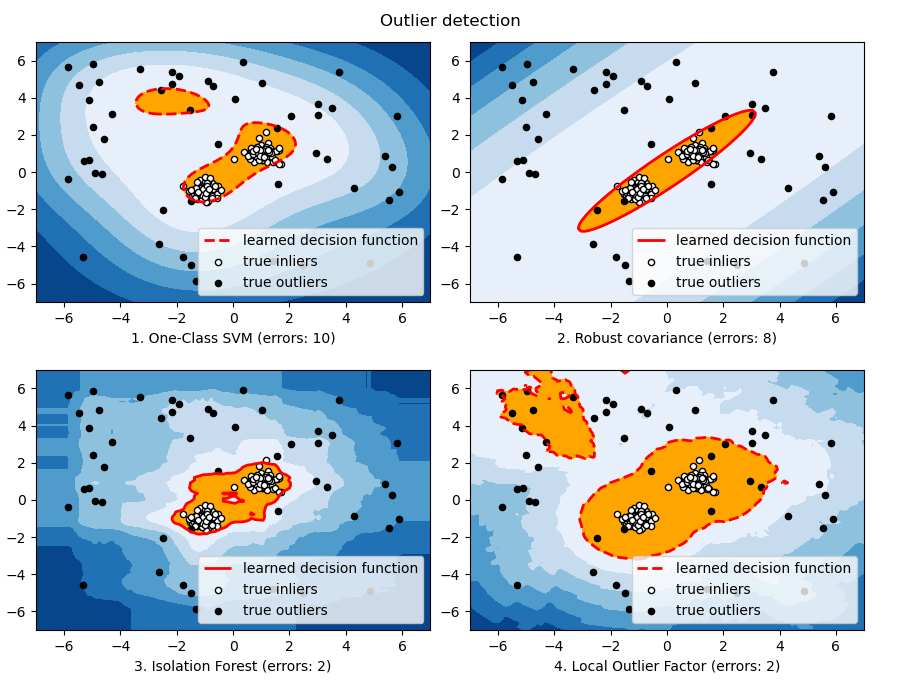 Outlier detection
6
4
2
0
−2
−4
−6
−6 −4 −2 0 2 4 6
learned decision function
true inliers
true outliers
1. One-Class SVM (errors: 10)
6
4
2
0
−2
−4
−6
−6 −4 −2 0 2 4 6
learned decision function
true inliers
true outliers
2. Robust covariance (errors: 8)
6
4
2
0
−2
−4
−6
−6 −4 −2 0 2 4 6
learned decision function
true inliers
true outliers
3. Isolation Forest (errors: 2)
6
4
2
0
−2
−4
−6
−6 −4 −2 0 2 4 6
learned decision function
true inliers
true outliers
4. Local Outlier Factor (errors: 2)